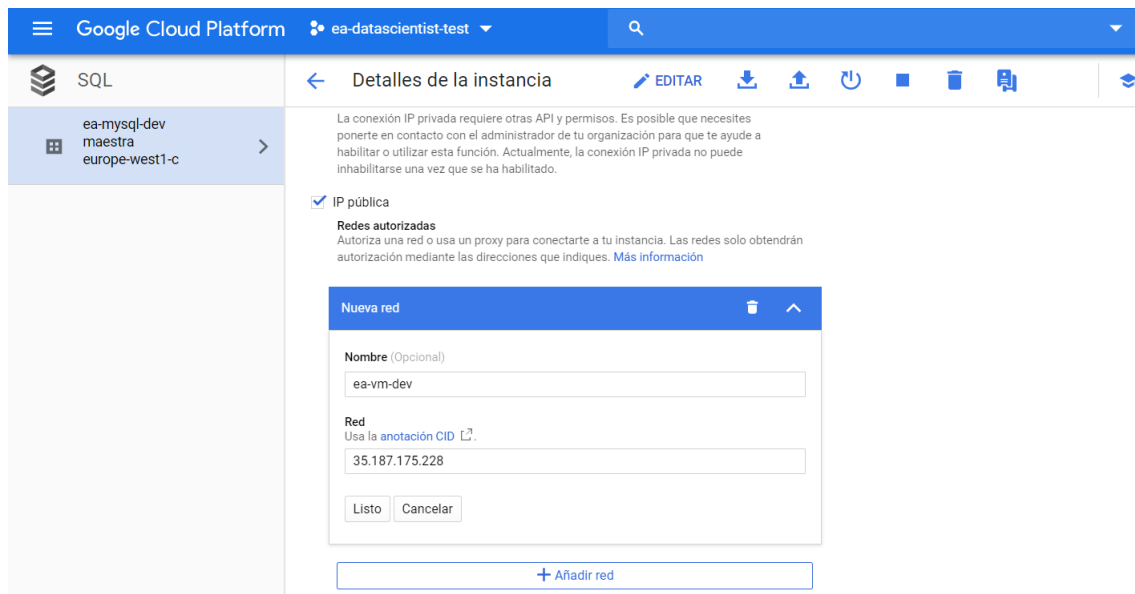 Google Cloud Platform
ea-datascientist-test
SQL
Detalles de la instancia
EDITAR
ea-mysql-dev
maestra
europe-west1-c
La conexión IP privada requiere otras API y permisos. Es posible que necesites
ponerte en contacto con el administrador de tu organización para que te ayude a
habilitar o utilizar esta función. Actualmente, la conexión IP privada no puede
inhabilitarse una vez que se ha habilitado.
IP pública
Redes autorizadas
Autoriza una red o usa un proxy para conectarte a tu instancia. Las redes solo obtendrán
autorización mediante las direcciones que indiques. Más información
Nueva red
Nombre (Opcional)
ea-vm-dev
Red
Usa la anotación CID.
35.187.175.228
Listo
Cancelar
+ Añadir red